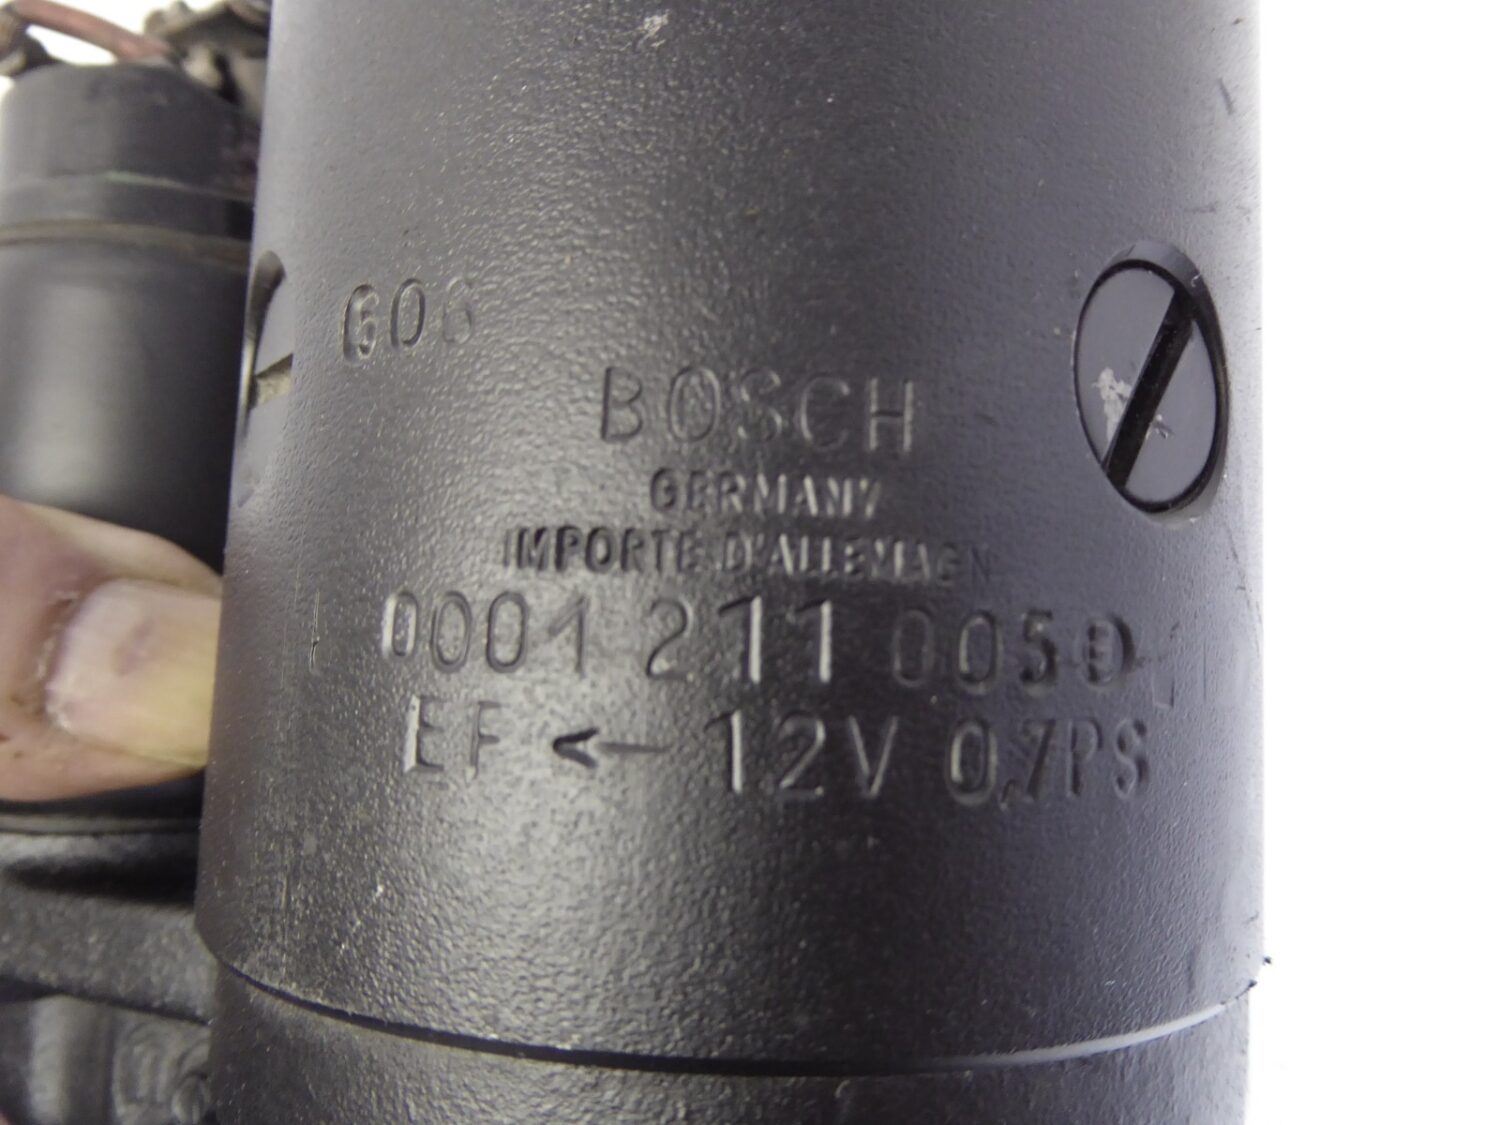 606
BOSCH
GERMANY
IMPORTE D'ALLEMAGN
0001 211 005
EF ← 12V 0,7PS